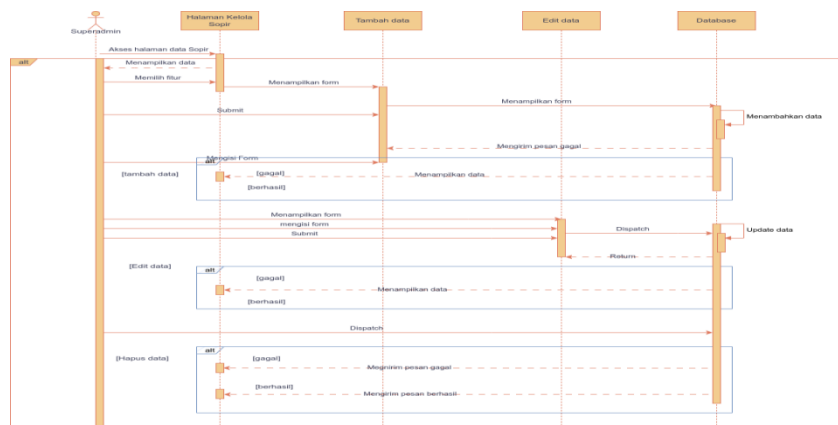 Halaman Kelola
Sopir
Tambah data
Edit data
Database
Superadmin
Akses halaman data Sopir
alt
Menampilkan data
Memilih fitur
Menampilkan form
Menampilkan form
Submit
Menambahkan data
Mengirim pesan gagal
Mengisi Form
alt
[tambah data]
[gagal]
Menampilkan data
[berhasil]
Menampilkan form
mengisi form
Dispatch
Update data
Submit
Return
[Edit data]
alt
[gagal]
Menampilkan data
[berhasil]
Dispatch
alt
[Hapus data]
[gagal]
Megnirim pesan gagal
[berhasil]
Mengirim pesan berhasil